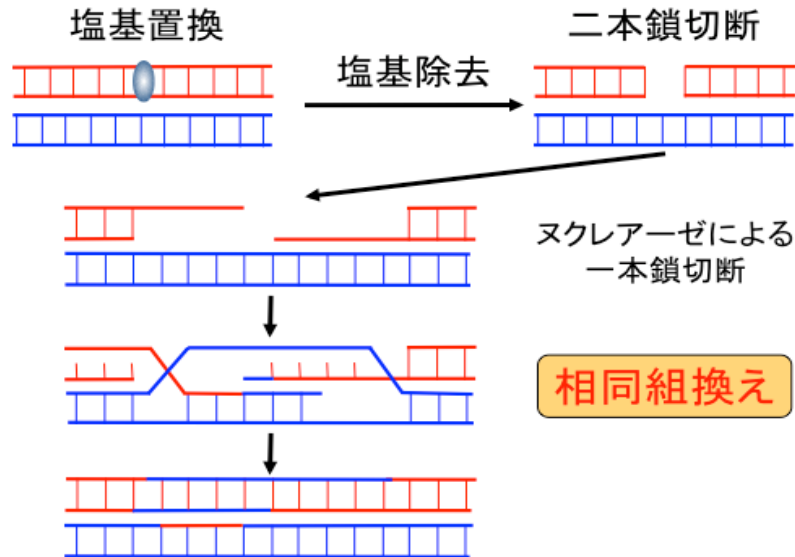 塩基置換
二本鎖切断
塩基除去
ヌクレアーゼによる
一本鎖切断
相同組換え